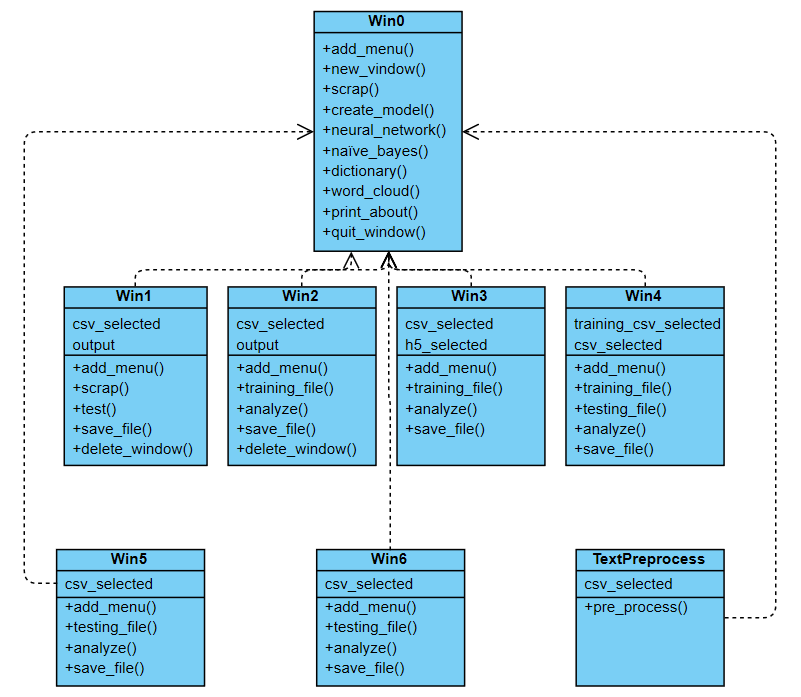 Win0
+add_menu()
+new_vindow()
+scrap()
+create_model()
+neural_network()
+naïve_bayes()
+dictionary()
+word_cloud()
+print_about()
+quit_window()
Win1
csv_selected
output
+add_menu()
+scrap()
+test()
+save_file()
+delete_window()
Win2
csv_selected
output
+add_menu()
+training_file()
+analyze()
+save_file()
+delete_window()
Win3
csv_selected
h5_selected
+add_menu()
+training_file()
+analyze()
+save_file()
Win4
training_csv_selected
csv_selected
+add_menu()
+training_file()
+testing_file()
+analyze()
+save_file()
Win5
csv_selected
+add_menu()
+testing_file()
+analyze()
+save_file()
Win6
csv_selected
+add_menu()
+testing_file()
+analyze()
+save_file()
TextPreprocess
csv_selected
+pre_process()